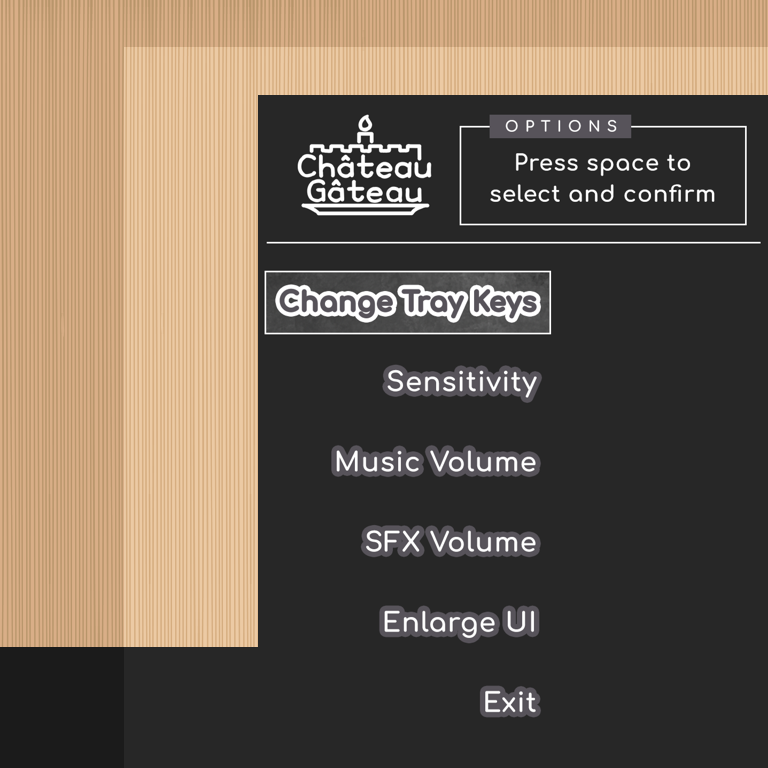 Château
Gâteau
OPTIONS
Press space to
select and confirm
Change Tray Keys
Sensitivity
Music Volume
SFX Volume
Enlarge UI
Exit